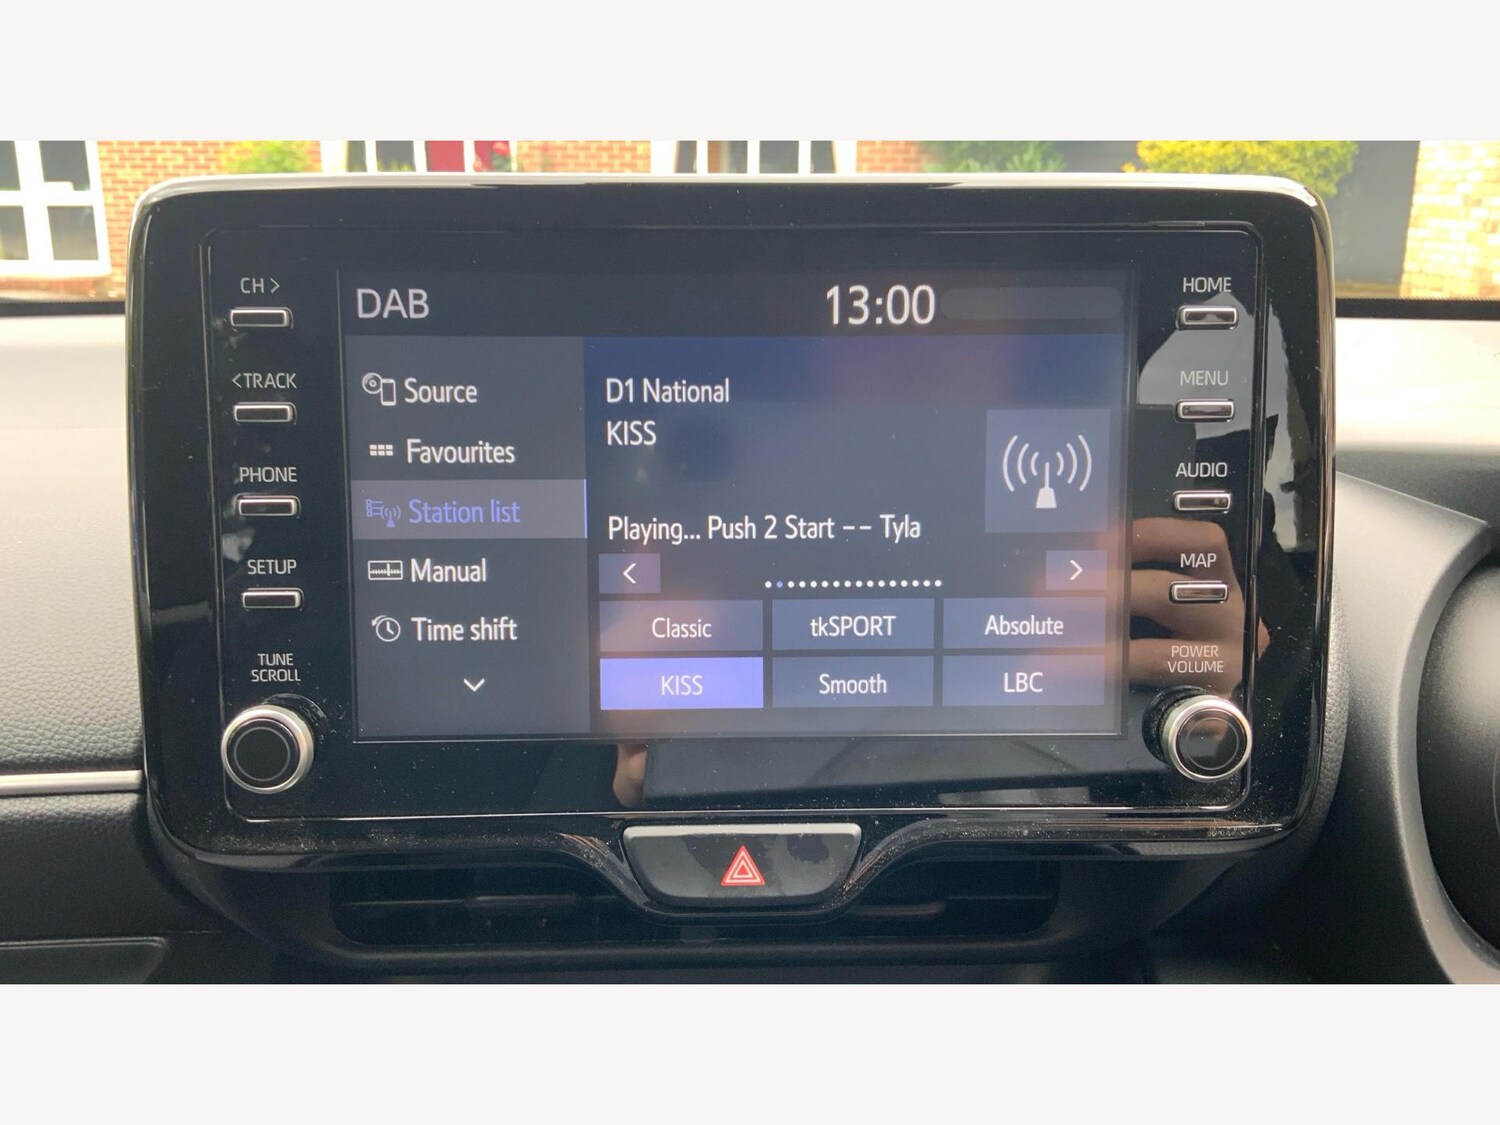 CH >
<TRACK
PHONE
SETUP
TUNE
SCROLL
DAB
13:00
Source
Favourites
Station list
Manual
Time shift
D1 National
KISS
Playing... Push 2 Start -- Tyla
Classic
tkSPORT
Absolute
KISS
Smooth
LBC
HOME
MENU
AUDIO
MAP
POWER
VOLUME